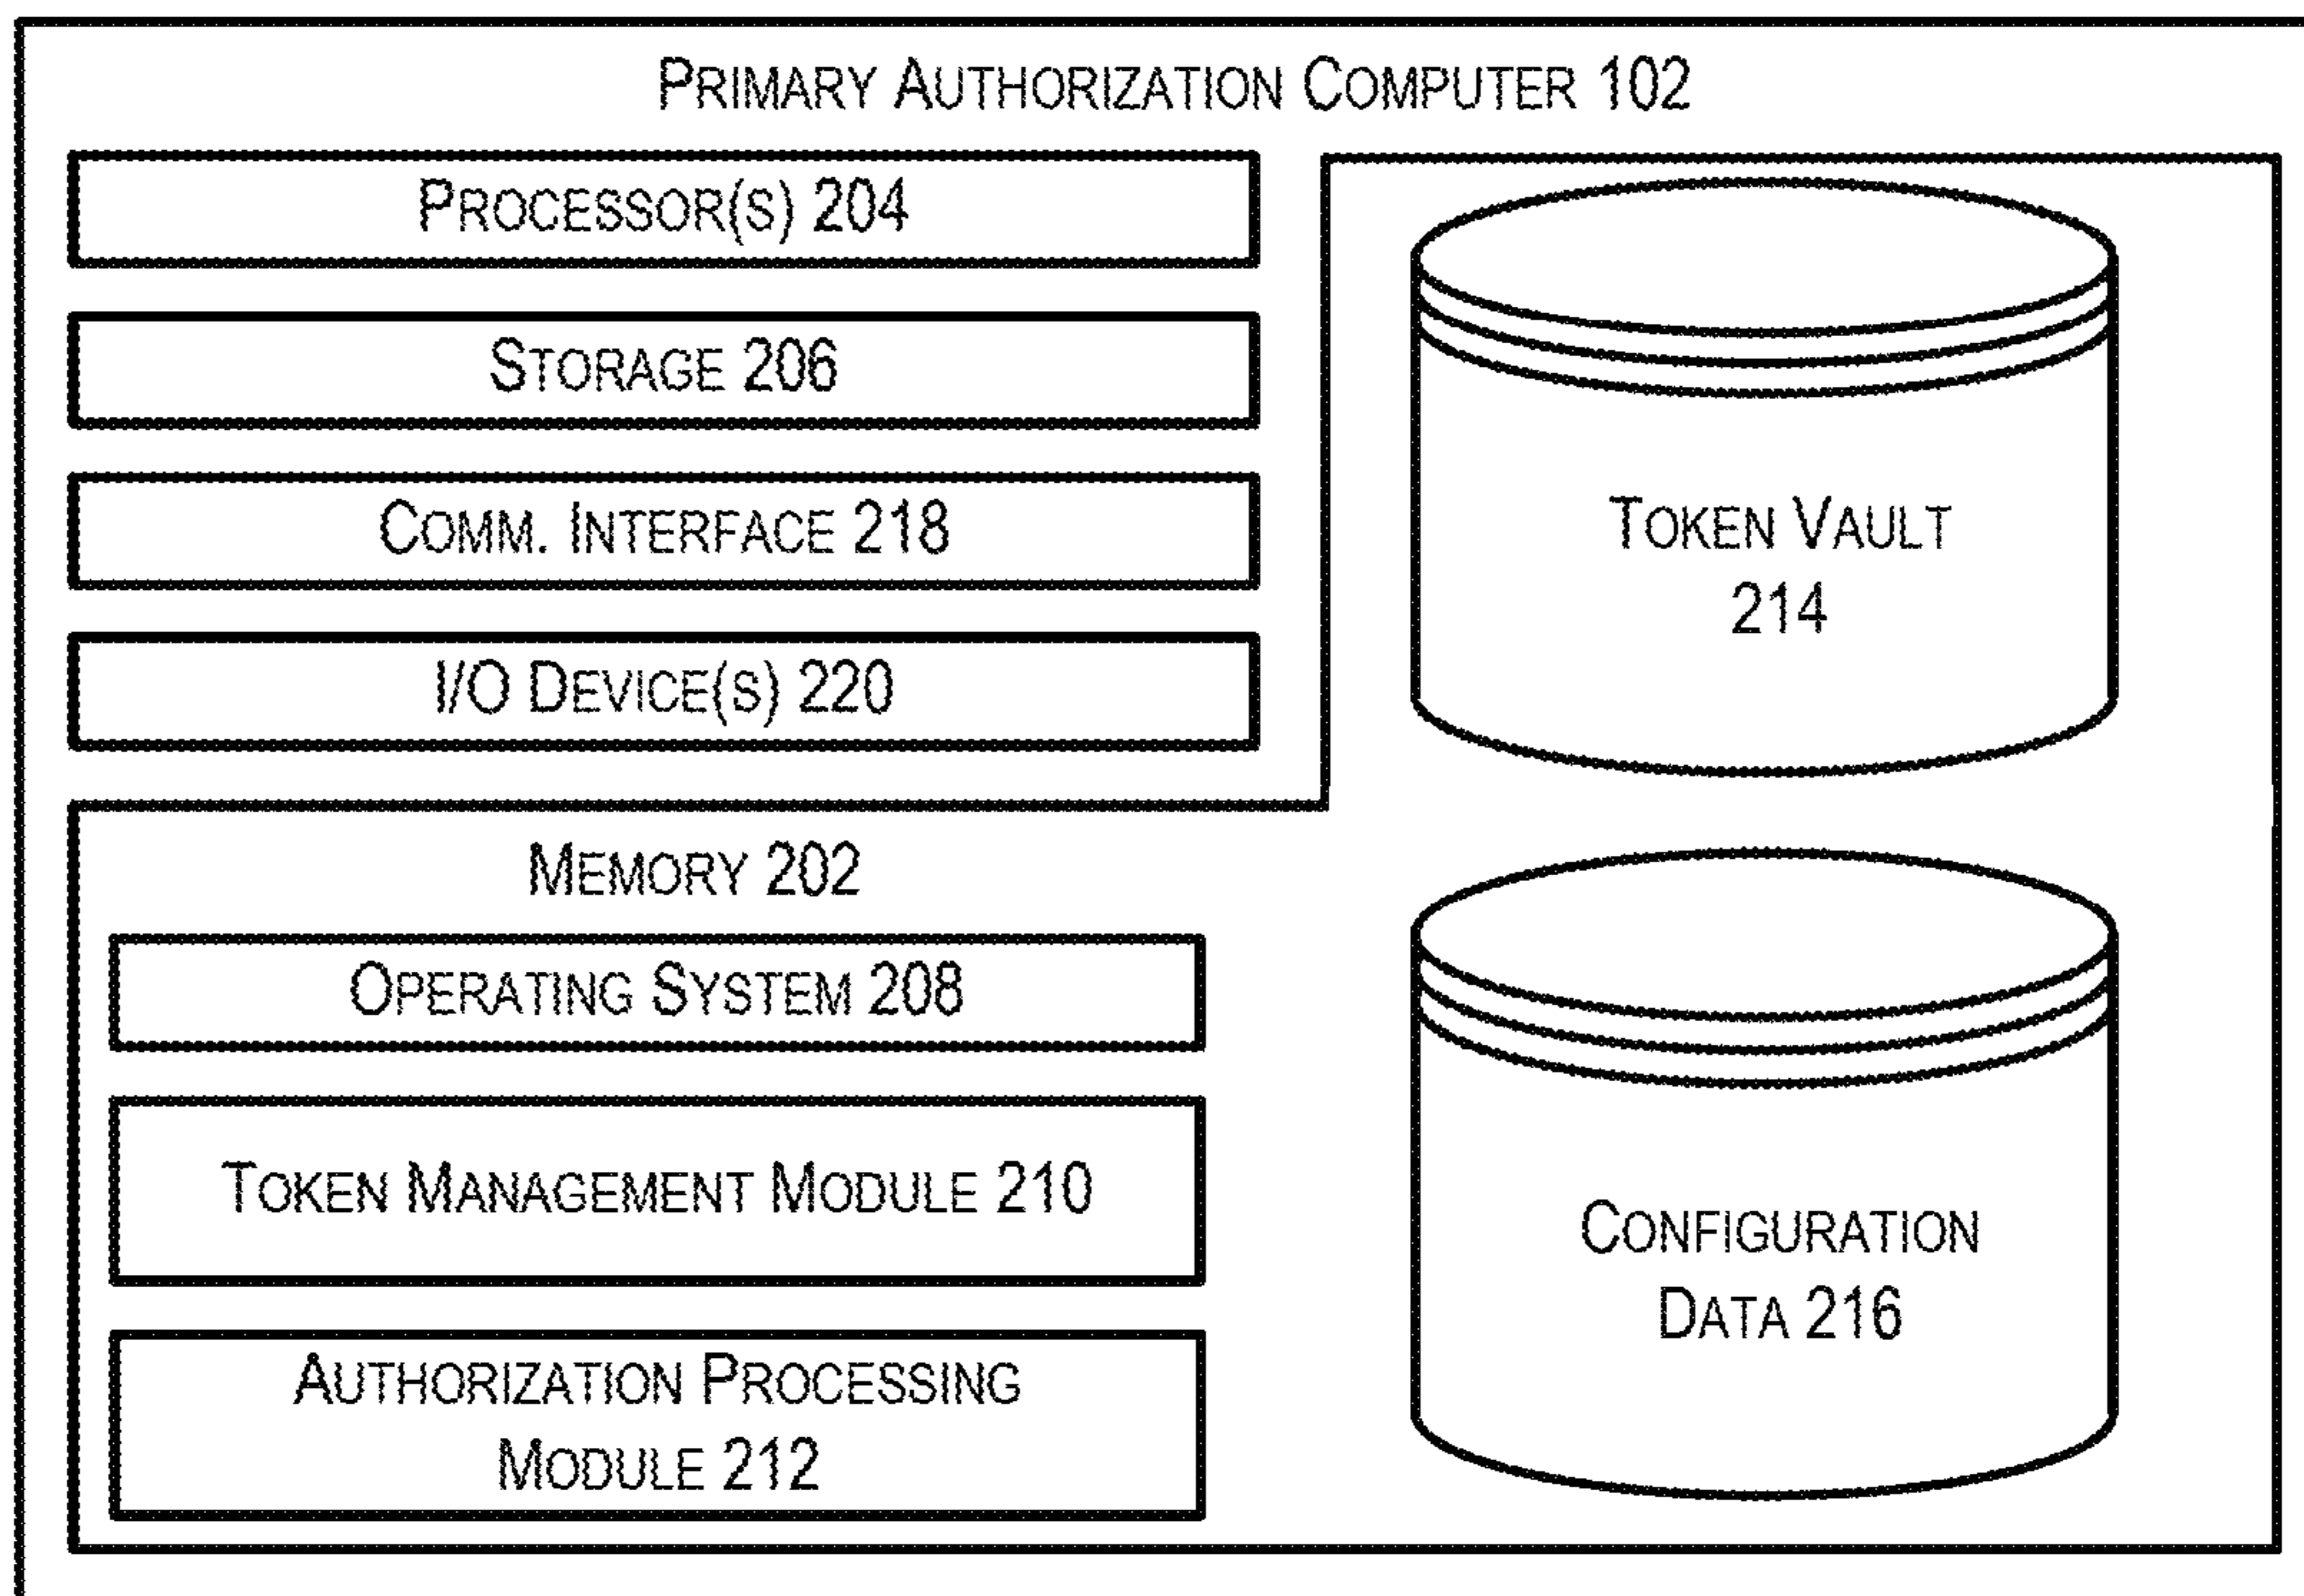 PRIMARY AUTHORIZATION COMPUTER 102
PROCESSOR(S) 204
STORAGE 206
COMM. INTERFACE 218
I/O DEVICE(S) 220
MEMORY 202
OPERATING SYSTEM 208
TOKEN MANAGEMENT MODULE 210
AUTHORIZATION PROCESSING
MODULE 212
TOKEN VAULT
214
CONFIGURATION
DATA 216